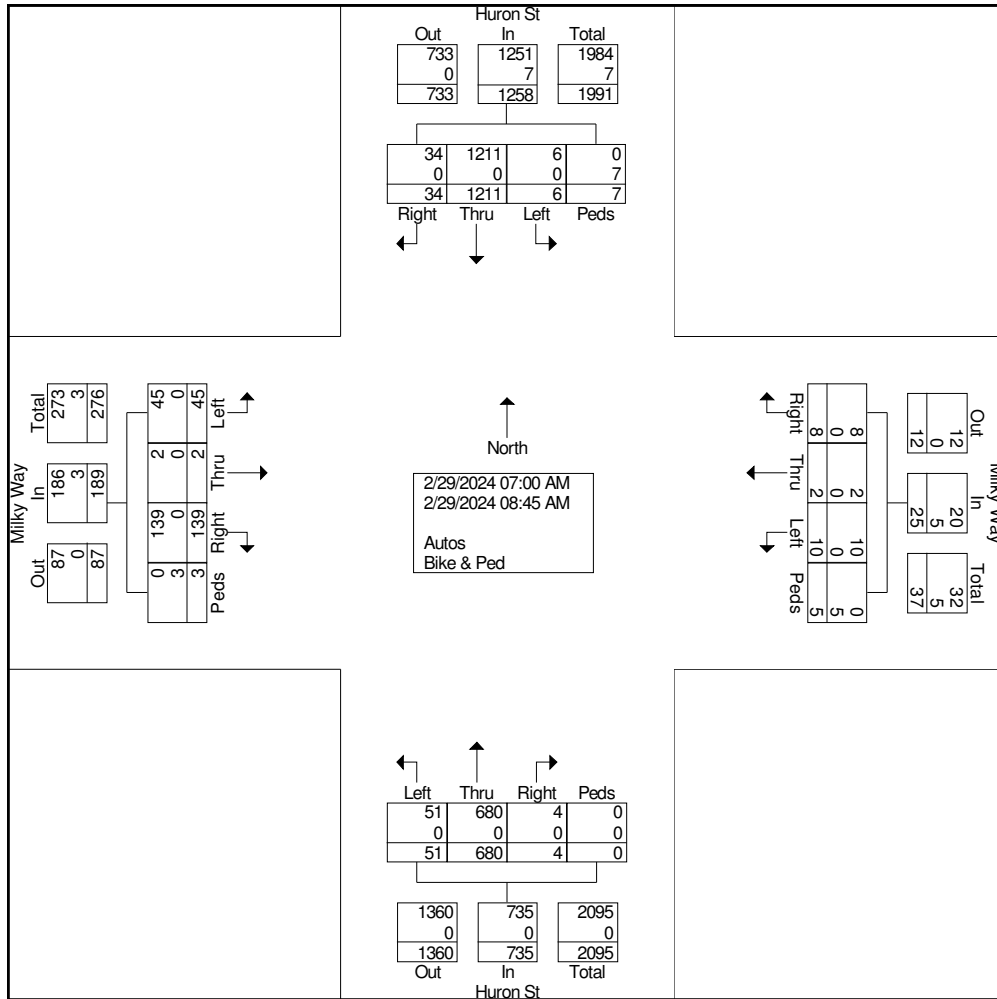 Huron St
Out In Total
733 1251 1984
0 7 7
733 1258 1991
34 1211 6 0
0 0 0 7
34 1211 6 7
Right Thru Left Peds
Milky Way
Total In Out
273 186 87
3 3 0
276 189 87
45 2 139 0
0 0 0 3
45 2 139 3
Left Thru Right Peds
North
2/29/2024 07:00 AM
2/29/2024 08:45 AM
Autos
Bike & Ped
Right Thru Left Peds
8 2 10 0
0 0 0 5
8 2 10 5
Out In Total
12 20 32
0 5 5
12 25 37
Milky Way
Left Thru Right Peds
51 680 4 0
0 0 0 0
51 680 4 0
1360 735 2095
0 0 0
1360 735 2095
Out In Total
Huron St